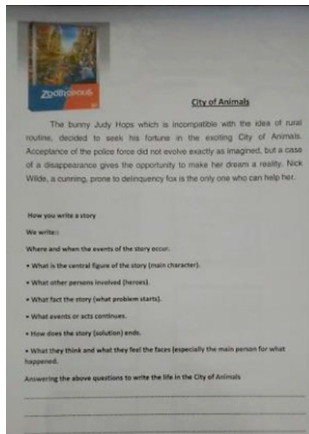 ZOOTROPOLIS
City of Animals
The bunny Judy Hops which is incompatible with the idea of rural
routine, decided to seek his fortune in the exciting City of Animals.
Acceptance of the police force did not evolve exactly as imagined, but a case
of a disappearance gives the opportunity to make her dream a reality. Nick
Wilde, a cunning, prone to delinquency fox is the only one who can help her.
How you write a story
We write::
Where and when the events of the story occur.
• What is the central figure of the story (main character).
• What other persons involved (heroes).
• What fact the story (what problem starts).
• What events or acts continues.
• How does the story (solution) ends.
• What they think and what they feel the faces (especially the main person for what
happened.
Answering the above questions to write the life in the City of Animals